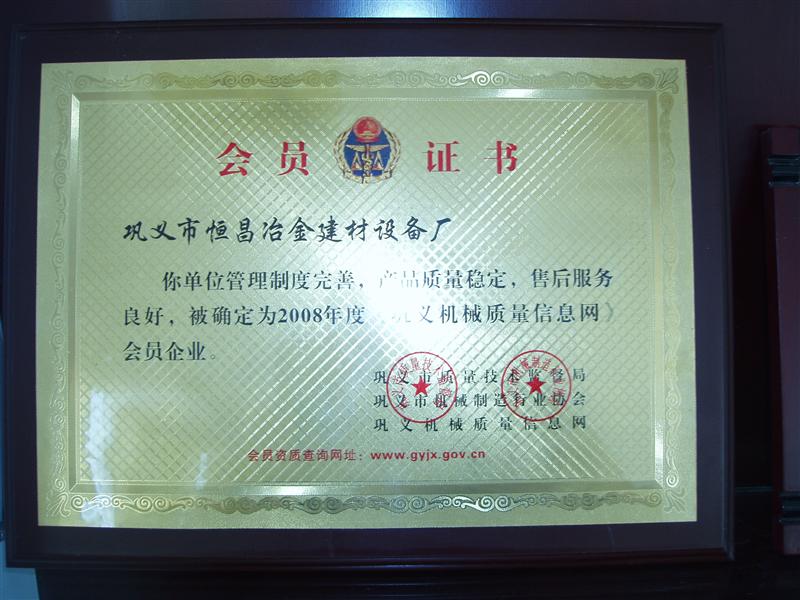 会员 证书
巩义市恒昌冶金建材设备厂
你单位管理制度完善，产品质量稳定，售后服务
良好，被确定为2008年度《巩义机械质量信息网》
会员企业。
巩义市质量技术监督局
巩义市机械制造行业协会
巩义机械质量信息网
会员资质查询网址：www.gyjx.gov.cn